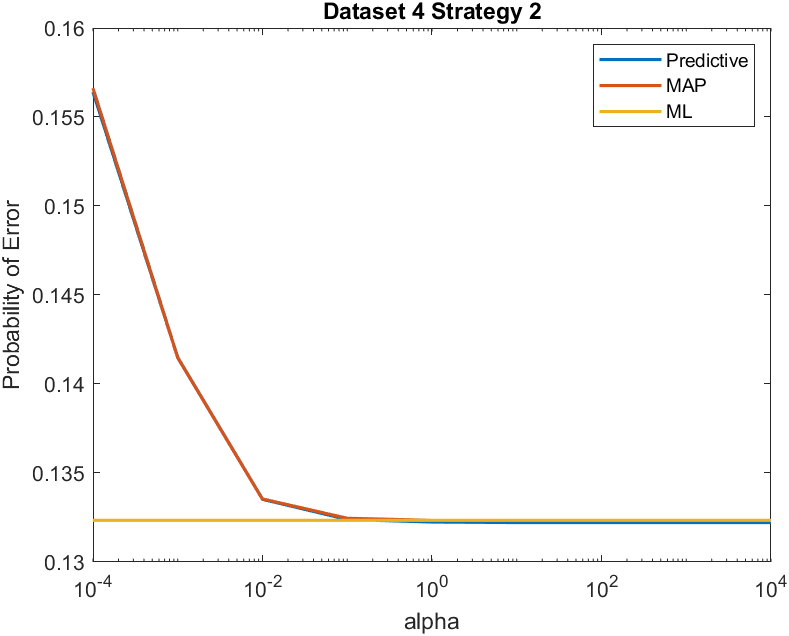 Dataset 4 Strategy 2
0.16
0.155
0.15
0.145
0.14
0.135
0.13
Probability of Error
Predictive
MAP
ML
10^-4
10^-2
10^0
10^2
10^4
alpha